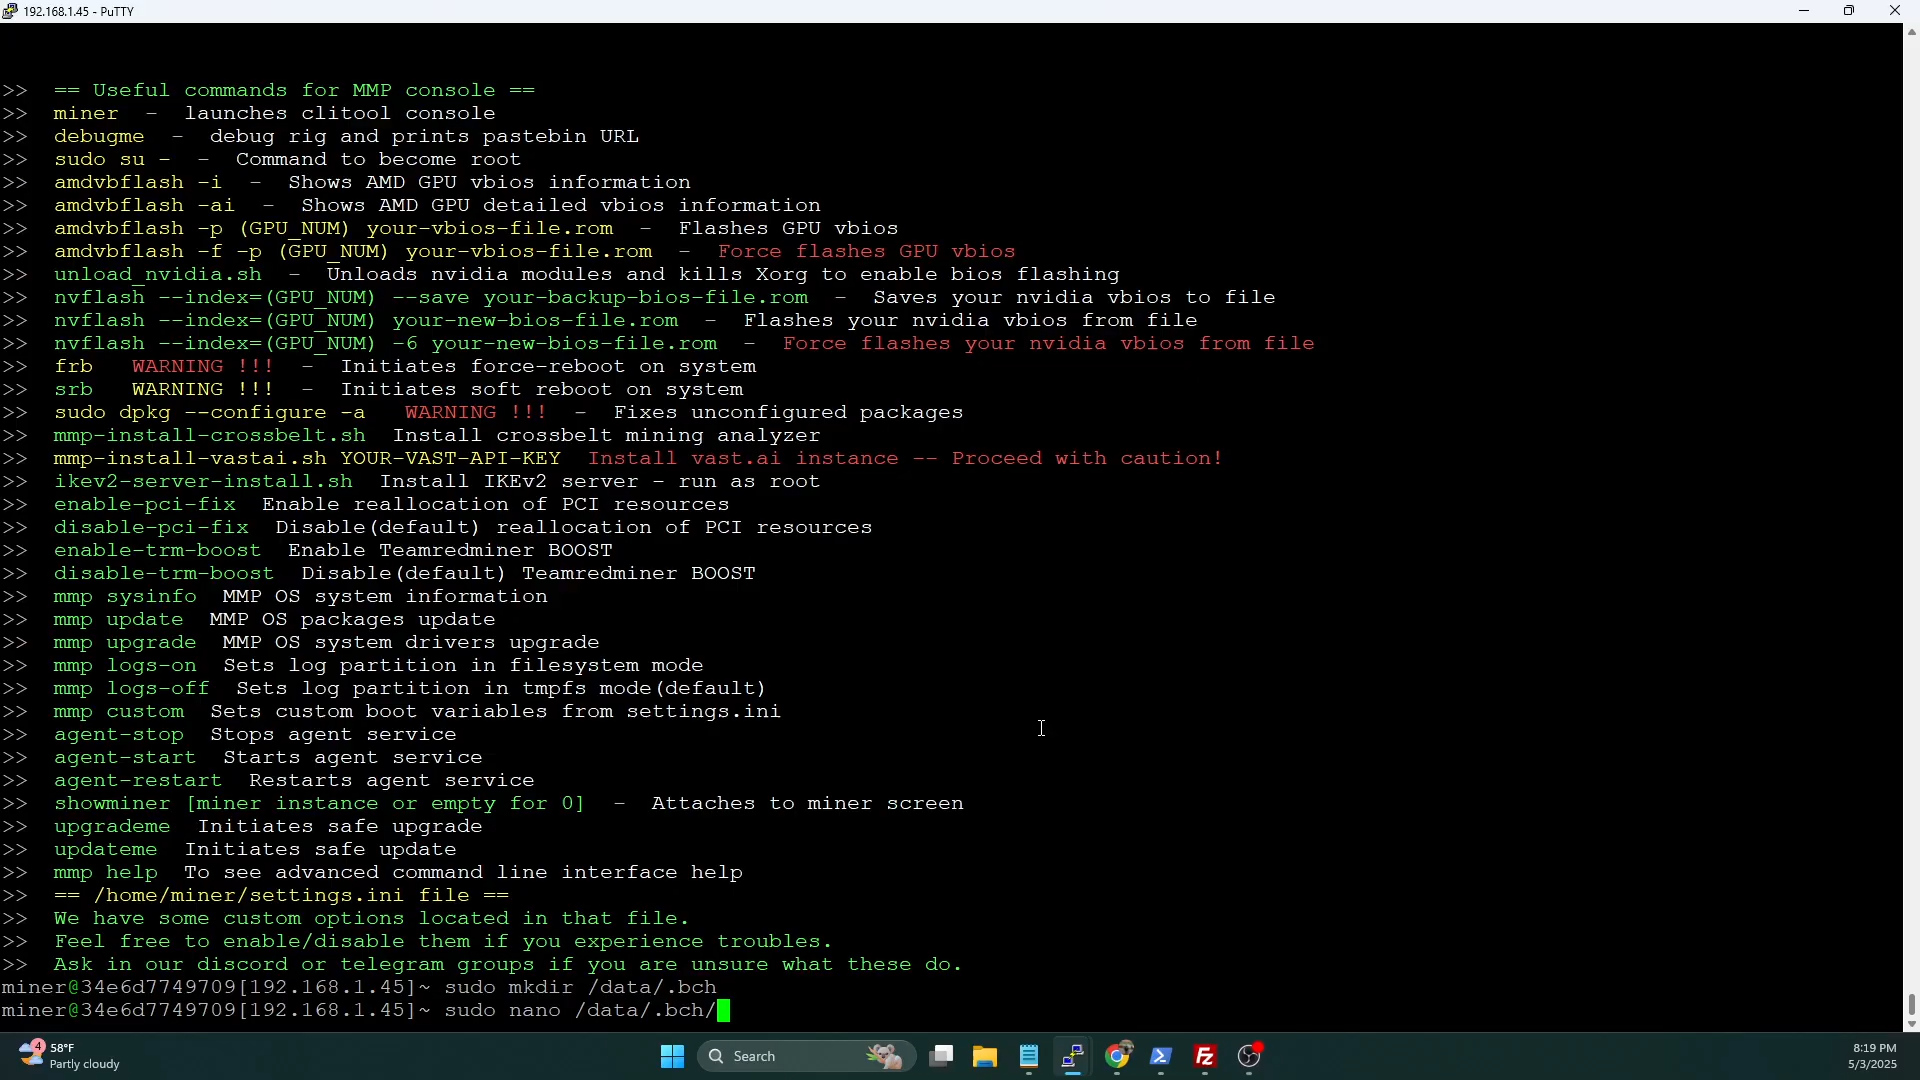 192.168.1.45 - PuTTY
>> == Useful commands for MMP console ==
>> miner - launches clitool console
>> debugme - debug rig and prints pastebin URL
>> sudo su - - Command to become root
>> amdvbflash -i - Shows AMD GPU vbios information
>> amdvbflash -ai - Shows AMD GPU detailed vbios information
>> amdvbflash -p (GPU_NUM) your-vbios-file.rom - Flashes GPU vbios
>> amdvbflash -f -p (GPU_NUM) your-vbios-file.rom - Force flashes GPU vbios
>> unload_nvidia.sh - Unloads nvidia modules and kills Xorg to enable bios flashing
>> nvflash --index=(GPU_NUM) --save your-backup-bios-file.rom - Saves your nvidia vbios to file
>> nvflash --index=(GPU_NUM) your-new-bios-file.rom - Flashes your nvidia vbios from file
>> nvflash --index=(GPU_NUM) -6 your-new-bios-file.rom - Force flashes your nvidia vbios from file
>> frb WARNING !!! - Initiates force-reboot on system
>> srb WARNING !!! - Initiates soft reboot on system
>> sudo dpkg --configure -a WARNING !!! - Fixes unconfigured packages
>> mmp-install-crossbelt.sh Install crossbelt mining analyzer
>> mmp-install-vastai.sh YOUR-VAST-API-KEY Install vast.ai instance -- Proceed with caution!
>> ikev2-server-install.sh Install IKEv2 server - run as root
>> enable-pci-fix Enable reallocation of PCI resources
>> disable-pci-fix Disable(default) reallocation of PCI resources
>> enable-trm-boost Enable Teamredminer BOOST
>> disable-trm-boost Disable(default) Teamredminer BOOST
>> mmp sysinfo MMP OS system information
>> mmp update MMP OS packages update
>> mmp upgrade MMP OS system drivers upgrade
>> mmp logs-on Sets log partition in filesystem mode
>> mmp logs-off Sets log partition in tmpfs mode(default)
>> mmp custom Sets custom boot variables from settings.ini
>> agent-stop Stops agent service
>> agent-start Starts agent service
>> agent-restart Restarts agent service
>> showminer [miner instance or empty for 0] - Attaches to miner screen
>> upgrademe Initiates safe upgrade
>> updateme Initiates safe update
>> mmp help To see advanced command line interface help
>> == /home/miner/settings.ini file ==
>> We have some custom options located in that file.
>> Feel free to enable/disable them if you experience troubles.
>> Ask in our discord or telegram groups if you are unsure what these do.
miner@34e6d7749709[192.168.1.45]~ sudo mkdir /data/.bch
miner@34e6d7749709[192.168.1.45]~ sudo nano /data/.bch/
4
58°F
Partly cloudy
Search
8:19 PM
5/3/2025